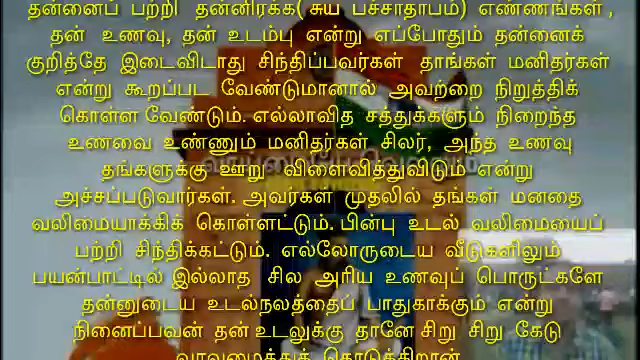 தன்னைப் பற்றி தன்னிரக்க( சுய பச்சாதாபம்) எண்ணங்கள் ,
தன் உணவு, தன் உடம்பு என்று எப்போதும் தன்னைக்
குறித்தே இடைவிடாது சிந்திப்பவர்கள் தாங்கள் மனிதர்கள்
என்று கூறப்பட வேண்டுமானால் அவற்றை நிறுத்திக்
கொள்ள வேண்டும். எல்லாவித சத்துக்களும் நிறைந்த
உணவை உண்ணும் மனிதர்கள் சிலர், அந்த உணவு
தங்களுக்கு ஊறு விளைவித்துவிடும் என்று
அச்சப்படுவார்கள். அவர்கள் முதலில் தங்கள் மனதை
வலிமையாக்கிக் கொள்ளட்டும். பின்பு உடல் வலிமையைப்
பற்றி சிந்திக்கட்டும். எல்லோருடைய வீடுகளிலும்
பயன்பாட்டில் இல்லாத சில அரிய உணவுப் பொருட்களே
தன்னுடைய உடல்நலத்தைப் பாதுகாக்கும் என்று
நினைப்பவன் தன் உடலுக்கு தானே சிறு சிறு கேடு
வரவழைத்துக் கொடுக்கிறான்